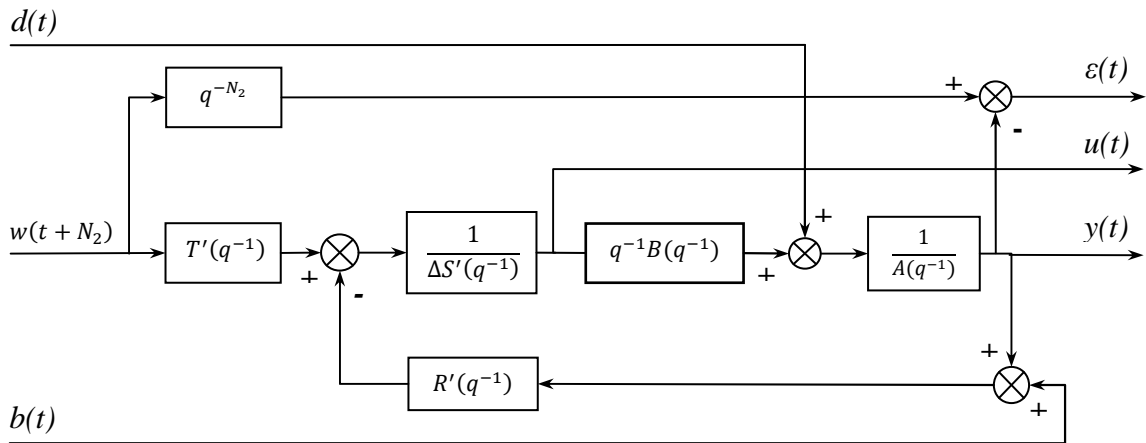 d(t)
q^{-N_2}
+
ε(t)
-
u(t)
w(t + N_2)
T'(q^{-1})
+
-
1
ΔS'(q^{-1})
q^{-1}B(q^{-1})
+
+
1
A(q^{-1})
y(t)
R'(q^{-1})
+
+
b(t)